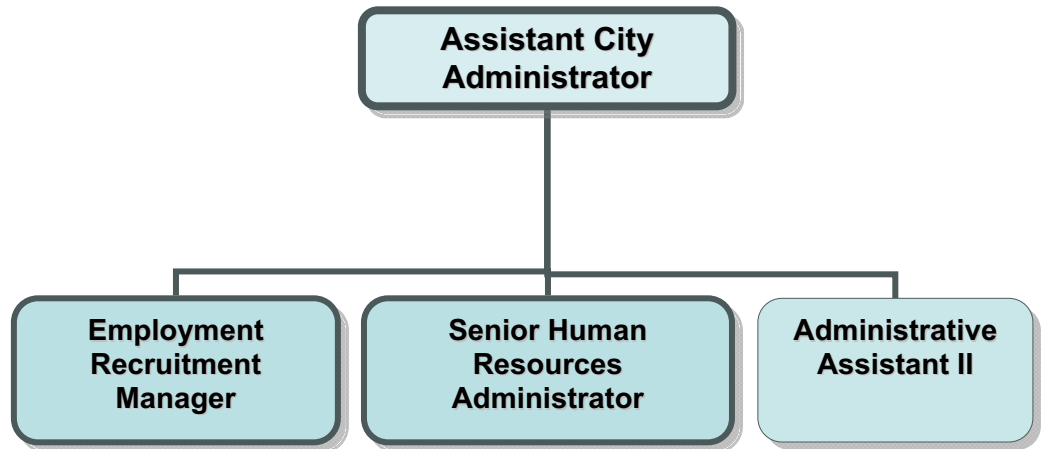 Assistant City
Administrator
Employment
Recruitment
Manager
Senior Human
Resources
Administrator
Administrative
Assistant II